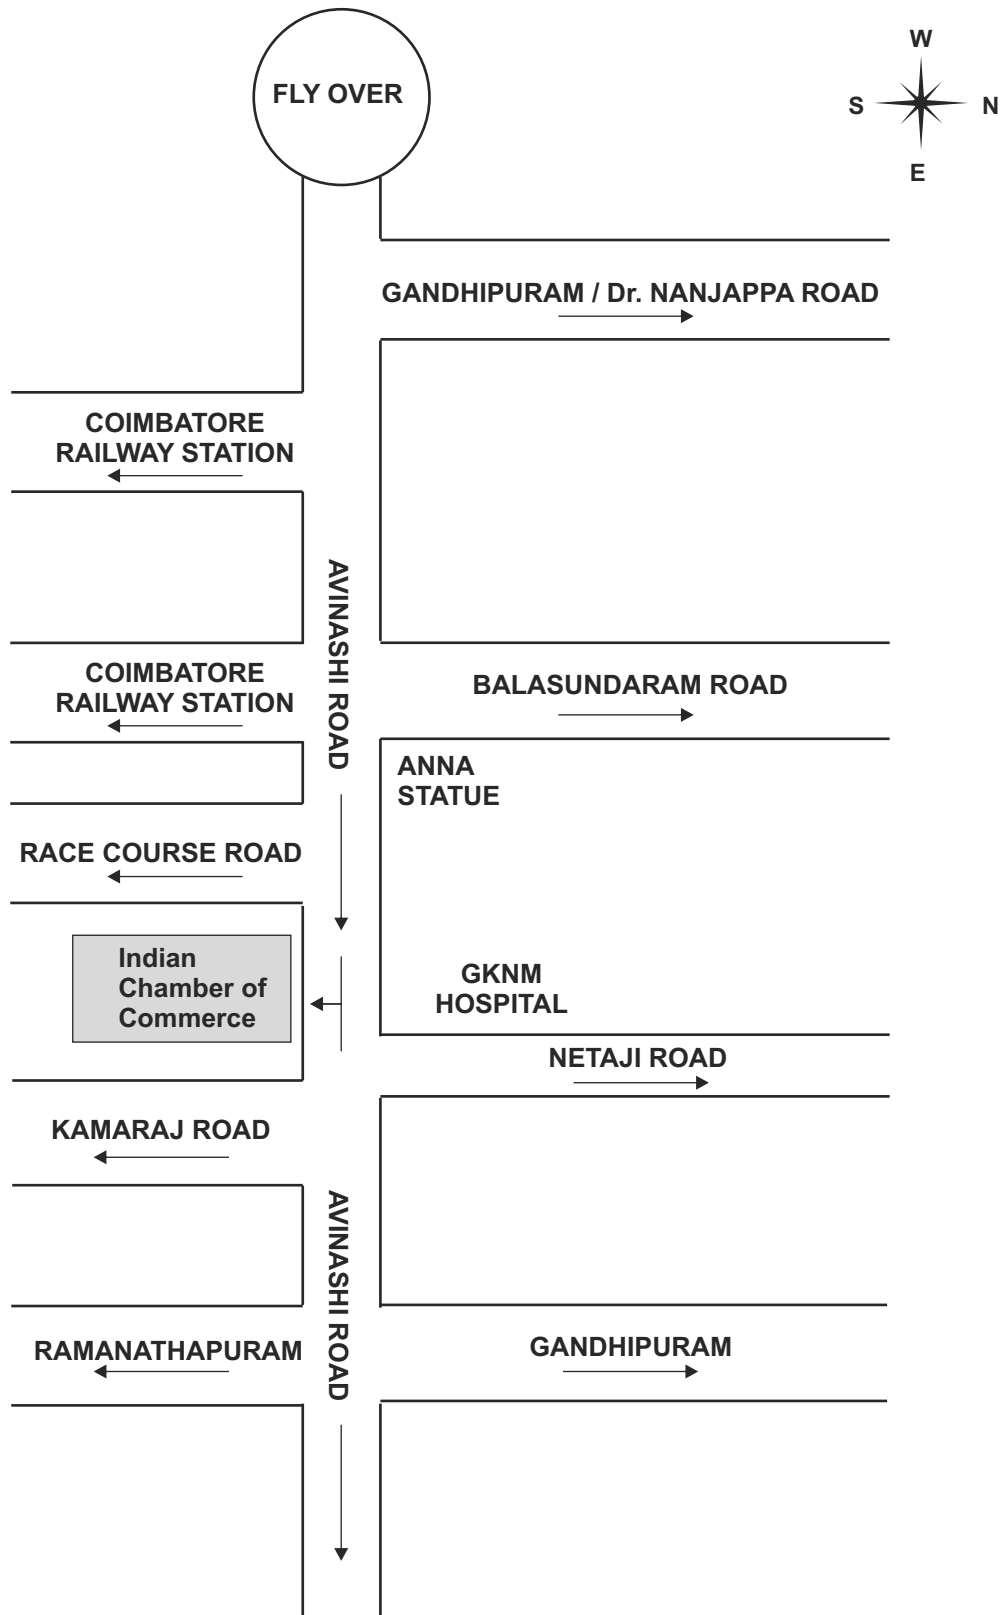 FLY OVER
W
S
N
E
GANDHIPURAM / Dr. NANJAPPA ROAD
COIMBATORE
RAILWAY STATION
AVINASHI ROAD
COIMBATORE
RAILWAY STATION
BALASUNDARAM ROAD
ANNA
STATUE
RACE COURSE ROAD
Indian
Chamber of
Commerce
GKNM
HOSPITAL
NETAJI ROAD
KAMARAJ ROAD
AVINASHI ROAD
RAMANATHAPURAM
GANDHIPURAM